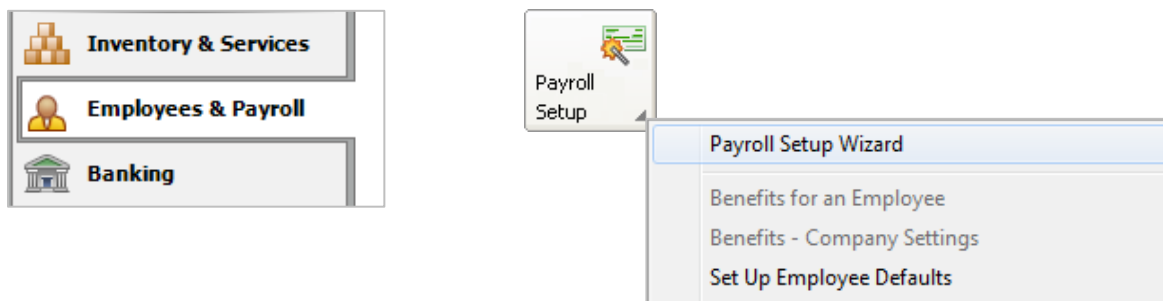 Inventory & Services
Employees & Payroll
Banking
Payroll
Setup
Payroll Setup Wizard
Benefits for an Employee
Benefits - Company Settings
Set Up Employee Defaults